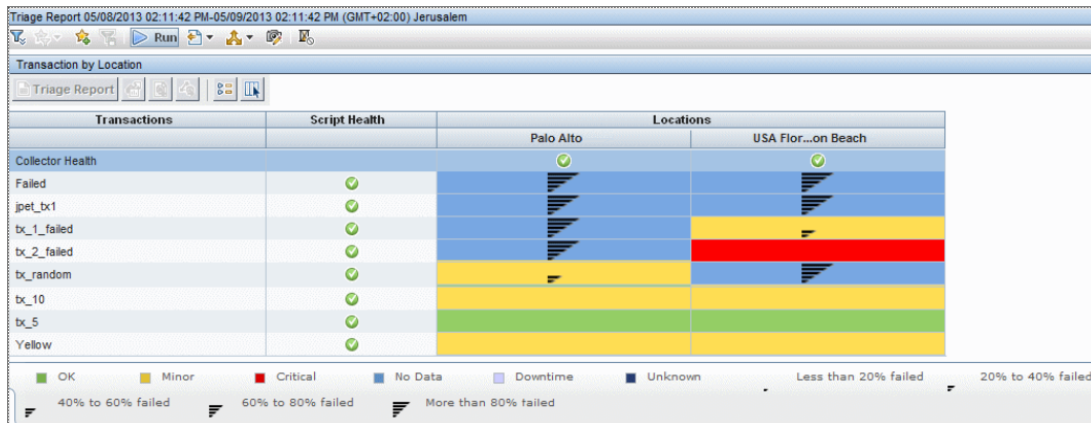 Triage Report 05/08/2013 02:11:42 PM-05/09/2013 02:11:42 PM (GMT+02:00) Jerusalem
Run
Transaction by Location
Triage Report
Transactions Script Health Locations
Palo Alto USA Flor...on Beach
Collector Health
Failed
jpet_tx1
tx_1_failed
tx_2_failed
tx_random
tx_10
tx_5
Yellow
OK Minor Critical No Data Downtime Unknown Less than 20% failed 20% to 40% failed
40% to 60% failed 60% to 80% failed More than 80% failed